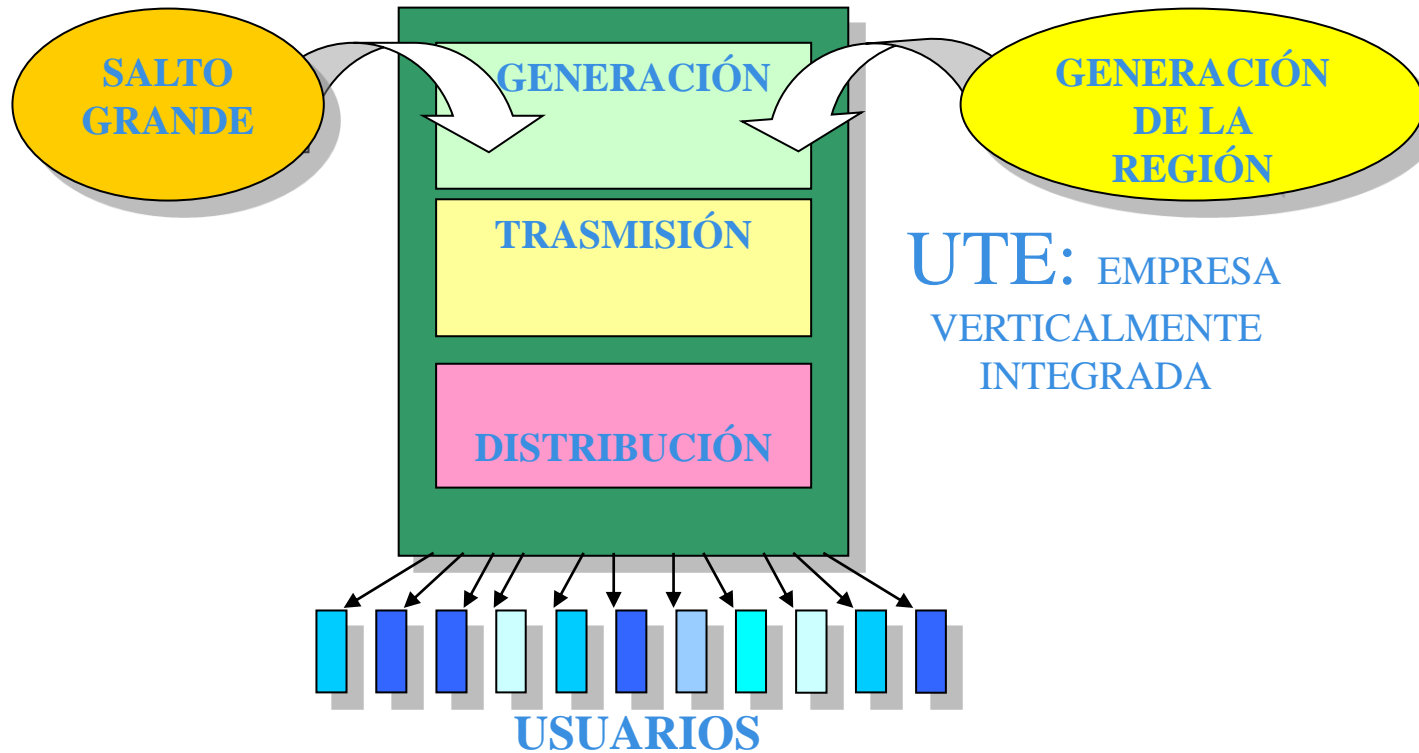 SALTO
GRANDE
GENERACIÓN
GENERACIÓN
DE LA
REGIÓN
TRASMISIÓN
UTE: EMPRESA
VERTICALMENTE
INTEGRADA
DISTRIBUCIÓN
USUARIOS